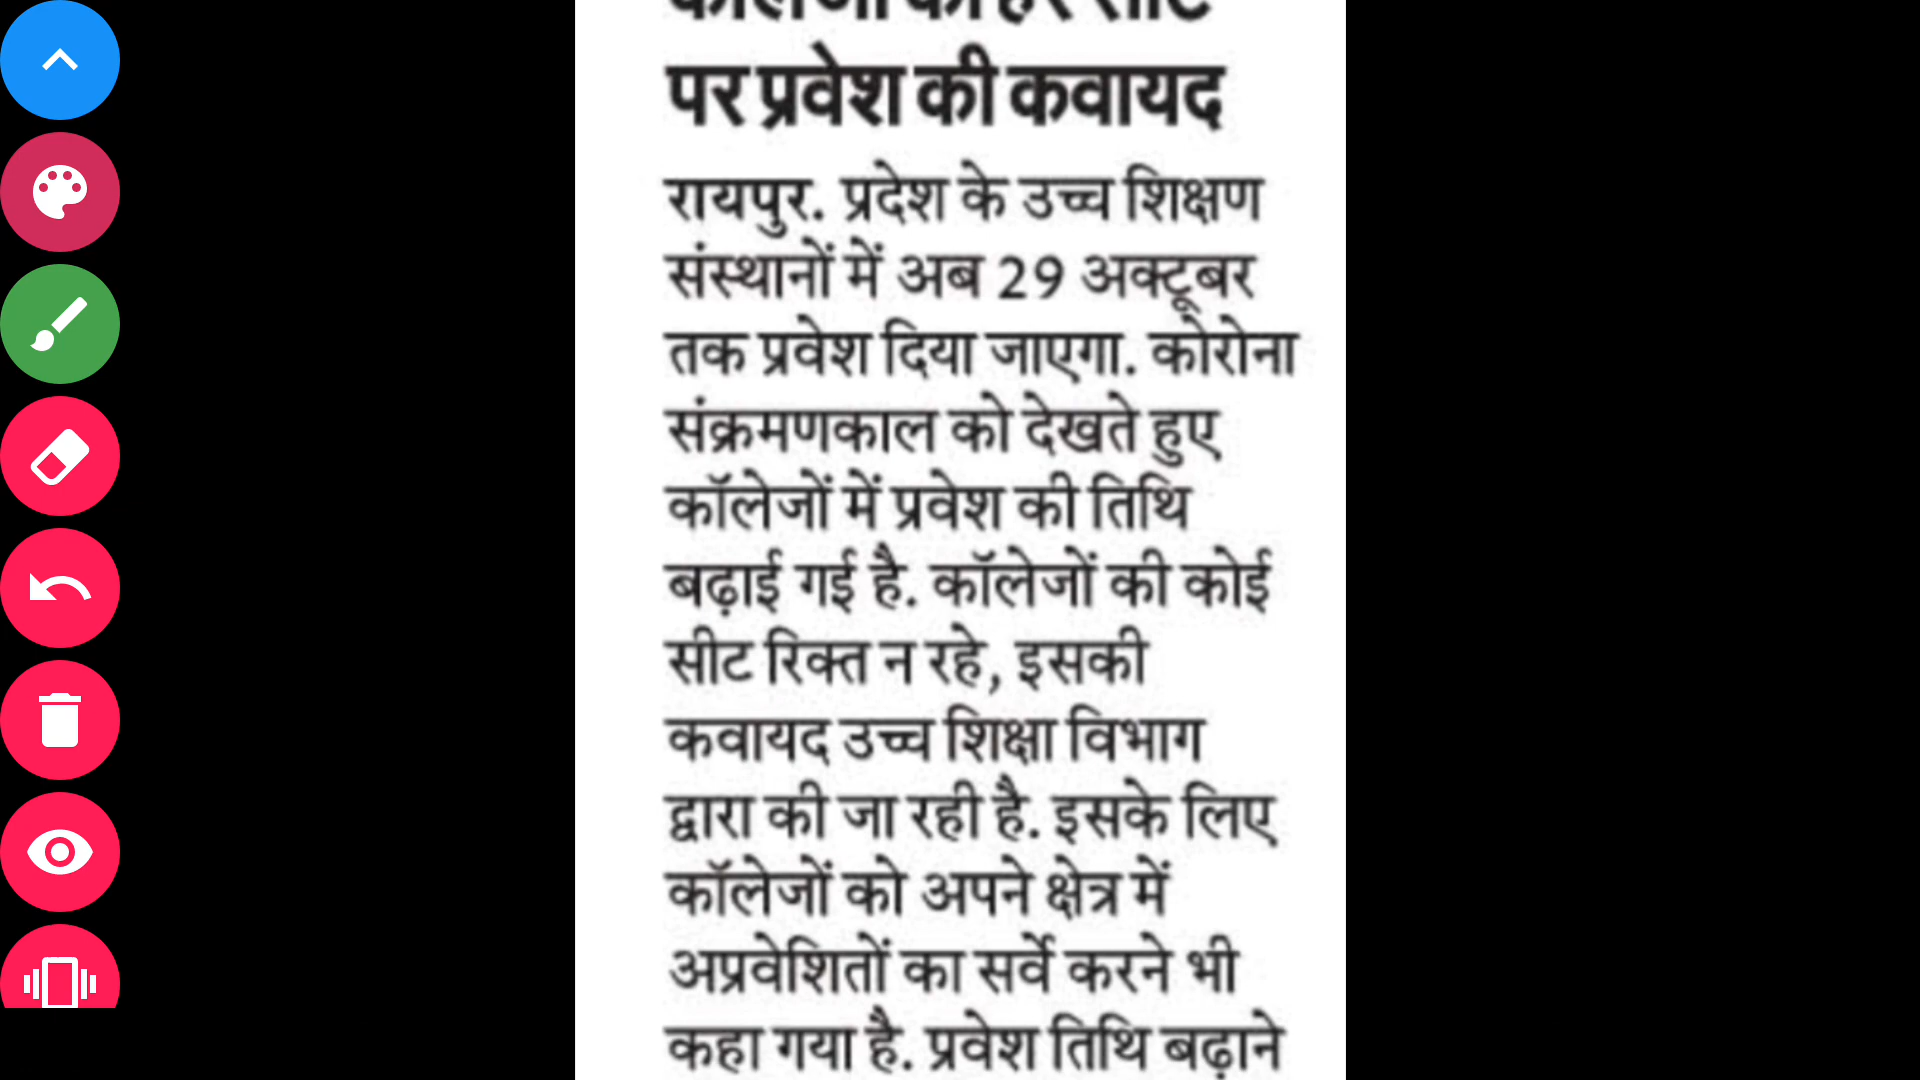 कॉलेजों की हर सीट
पर प्रवेश की कवायद
रायपुर. प्रदेश के उच्च शिक्षण
संस्थानों में अब 29 अक्टूबर
तक प्रवेश दिया जाएगा. कोरोना
संक्रमणकाल को देखते हुए
कॉलेजों में प्रवेश की तिथि
बढ़ाई गई है. कॉलेजों की कोई
सीट रिक्त न रहे, इसकी
कवायद उच्च शिक्षा विभाग
द्वारा की जा रही है. इसके लिए
कॉलेजों को अपने क्षेत्र में
अप्रवेशितों का सर्वे करने भी
कहा गया है. प्रवेश तिथि बढ़ाने